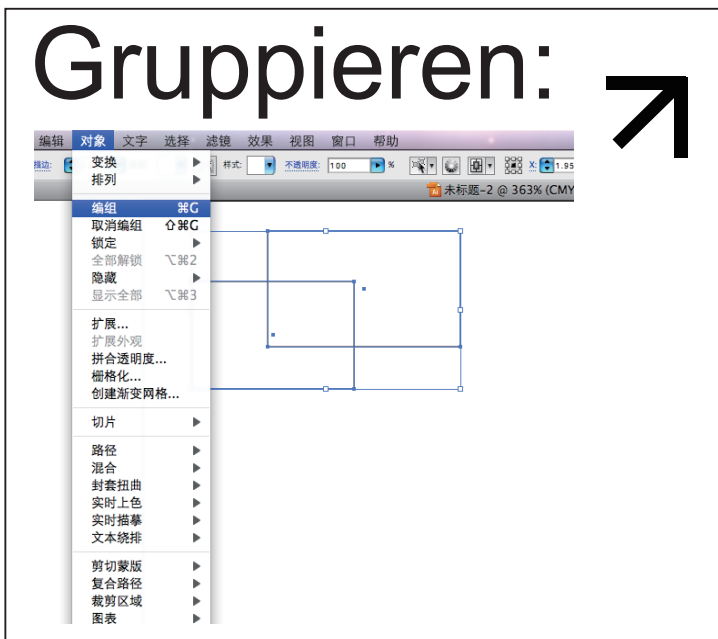 Gruppieren:
编辑 对象 文字 选择 滤镜 效果 视图 窗口 帮助
描边: 样式: 不透明度: 100 % X: 1.95
未标题-2 @ 363% (CMY
变换
排列
编组 ⌘G
取消编组 ⇧⌘G
锁定
全部解锁 ⌥⌘2
隐藏
显示全部 ⌥⌘3
扩展...
扩展外观
拼合透明度...
栅格化...
创建渐变网格...
切片
路径
混合
封套扭曲
实时上色
实时描摹
文本绕排
剪切蒙版
复合路径
裁剪区域
图表